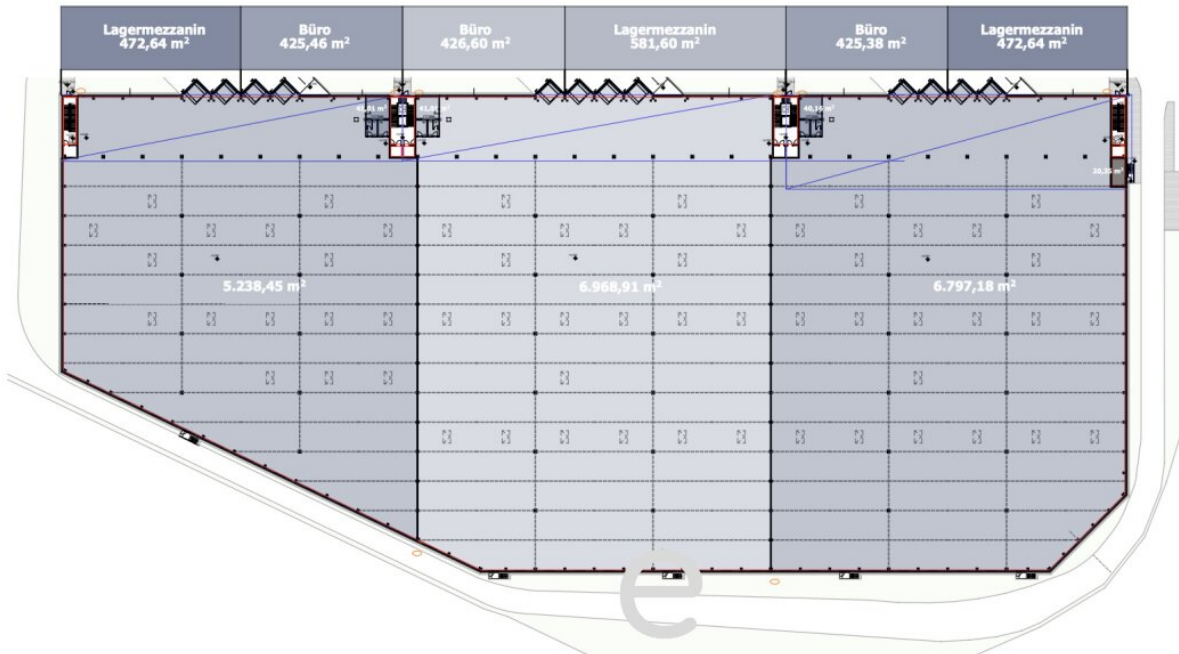 Lagermezzanin
472,64 m²
Büro
425,46 m²
Büro
426,60 m²
Lagermezzanin
581,60 m²
Büro
425,38 m²
Lagermezzanin
472,64 m²
5.238,45 m²
6.968,91 m²
6.797,18 m²
e